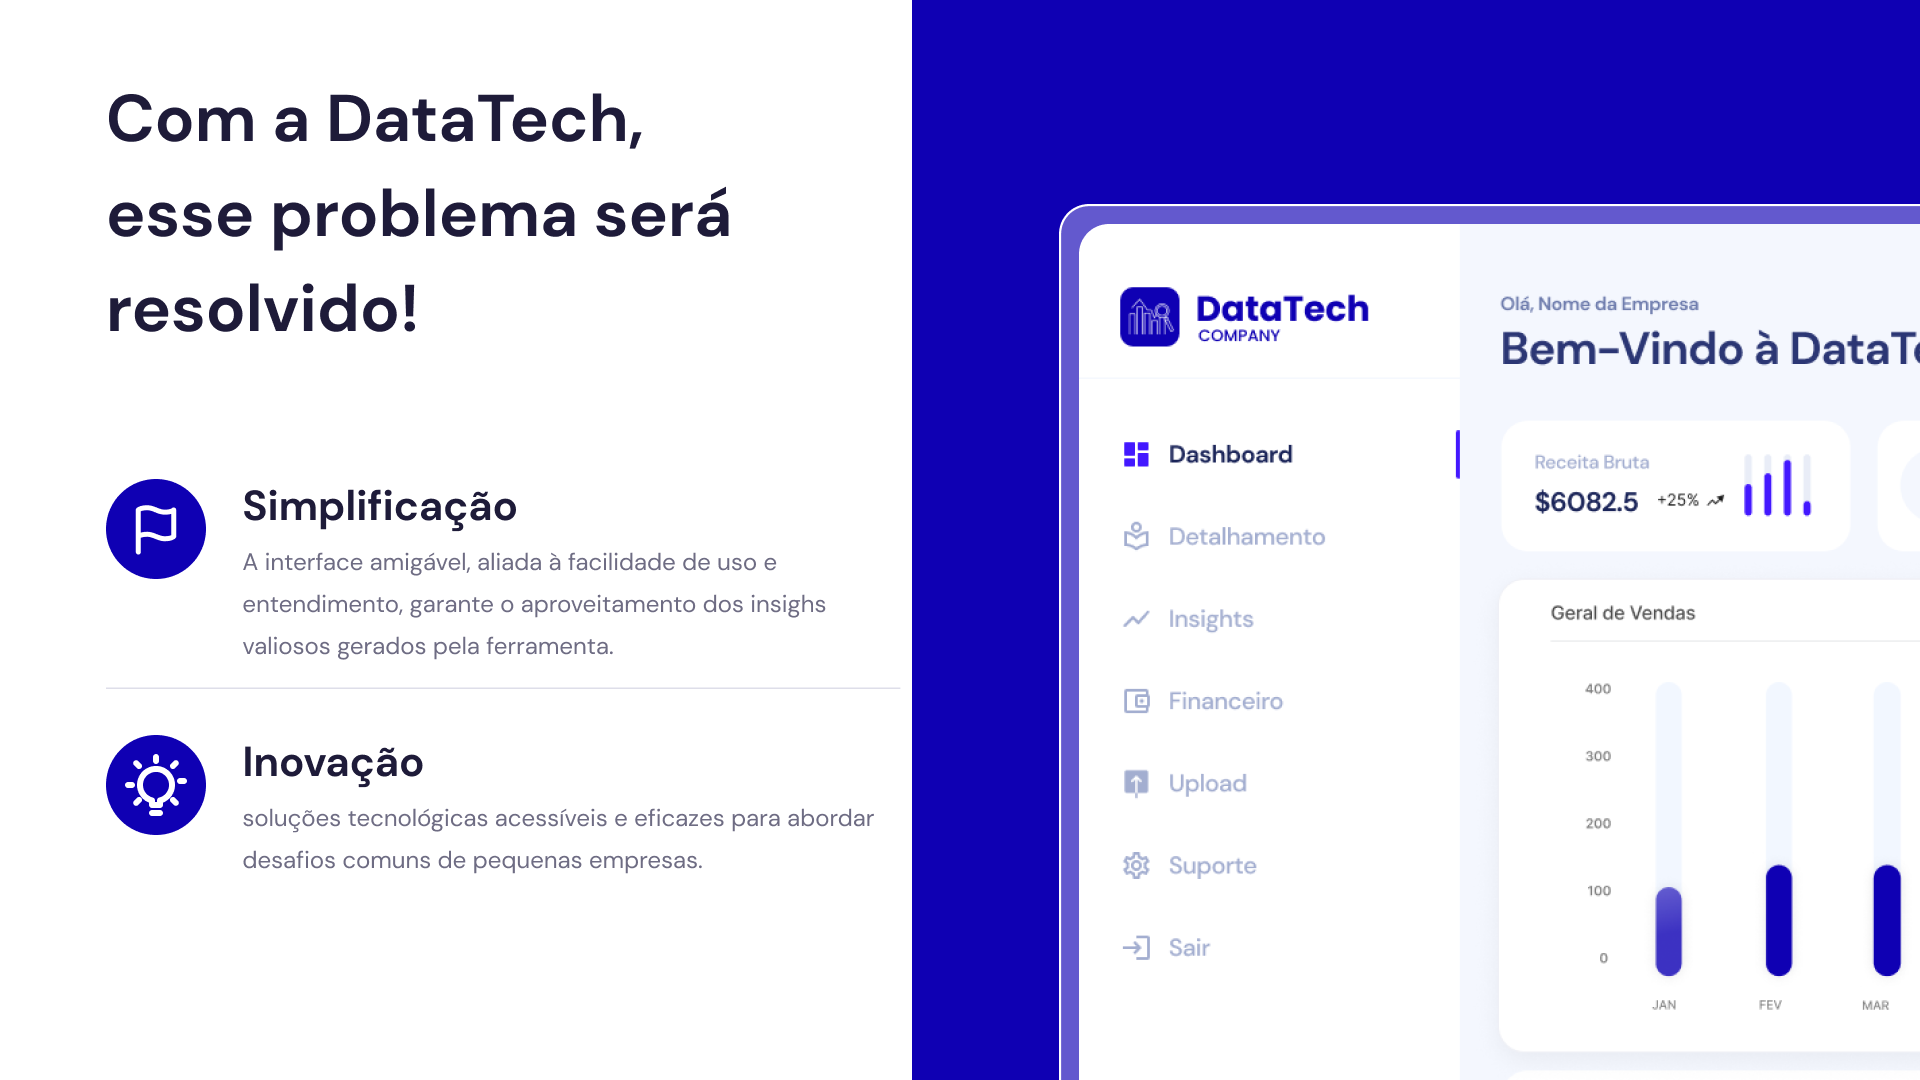 Com a DataTech,
esse problema será
resolvido!
Simplificação
A interface amigável, aliada à facilidade de uso e
entendimento, garante o aproveitamento dos insighs
valiosos gerados pela ferramenta.
Inovação
soluções tecnológicas acessíveis e eficazes para abordar
desafios comuns de pequenas empresas.
DataTech
COMPANY
Dashboard
Detalhamento
Insights
Financeiro
Upload
Suporte
Sair
Olá, Nome da Empresa
Bem-Vindo à DataTe
Receita Bruta
$6082.5 +25%
Geral de Vendas
400
300
200
100
0
JAN FEV MAR